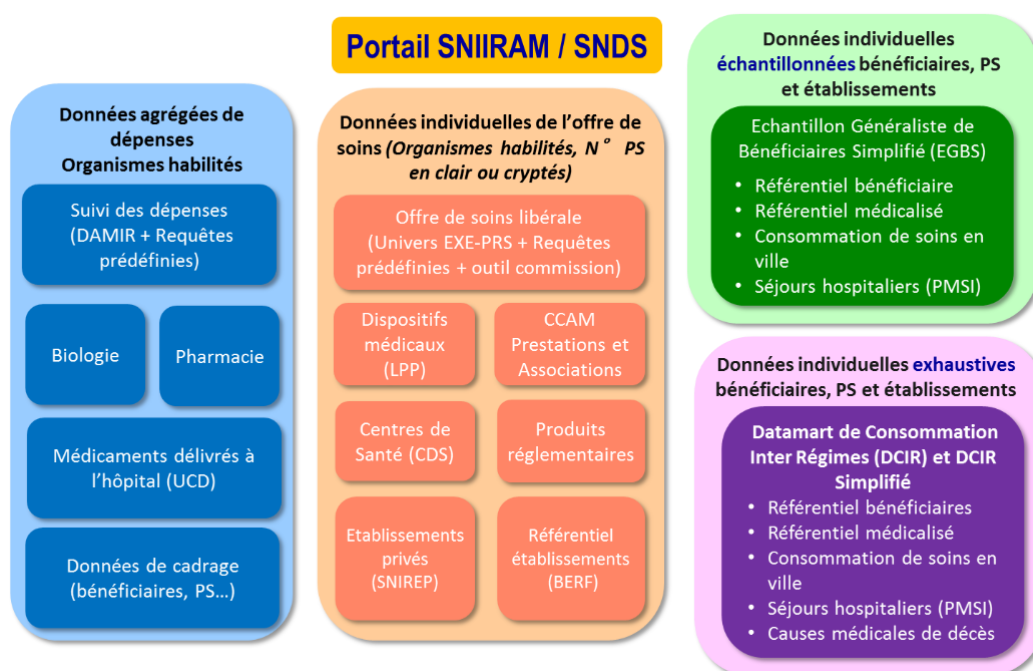 Portail SNIIRAM / SNDS
Données agrégées de
dépenses
Organismes habilités
Suivi des dépenses
(DAMIR + Requêtes
prédéfinies)
Biologie
Pharmacie
Médicaments délivrés à
l’hôpital (UCD)
Données de cadrage
(bénéficiaires, PS…)
Données individuelles de l’offre de
soins (Organismes habilités, N° PS
en clair ou cryptés)
Offre de soins libérale
(Univers EXE-PRS + Requêtes
prédéfinies + outil commission)
Dispositifs
médicaux
(LPP)
CCAM
Prestations et
Associations
Centres de
Santé (CDS)
Produits
réglementaires
Etablissements
privés
(SNIREP)
Référentiel
établissements
(BERF)
Données individuelles
échantillonnées bénéficiaires, PS
et établissements
Echantillon Généraliste de
Bénéficiaires Simplifié (EGBS)
• Référentiel bénéficiaire
• Référentiel médicalisé
• Consommation de soins en
ville
• Séjours hospitaliers (PMSI)
Données individuelles exhaustives
bénéficiaires, PS et établissements
Datamart de Consommation
Inter Régimes (DCIR) et DCIR
Simplifié
• Référentiel bénéficiaires
• Référentiel médicalisé
• Consommation de soins en
ville
• Séjours hospitaliers (PMSI)
• Causes médicales de décès